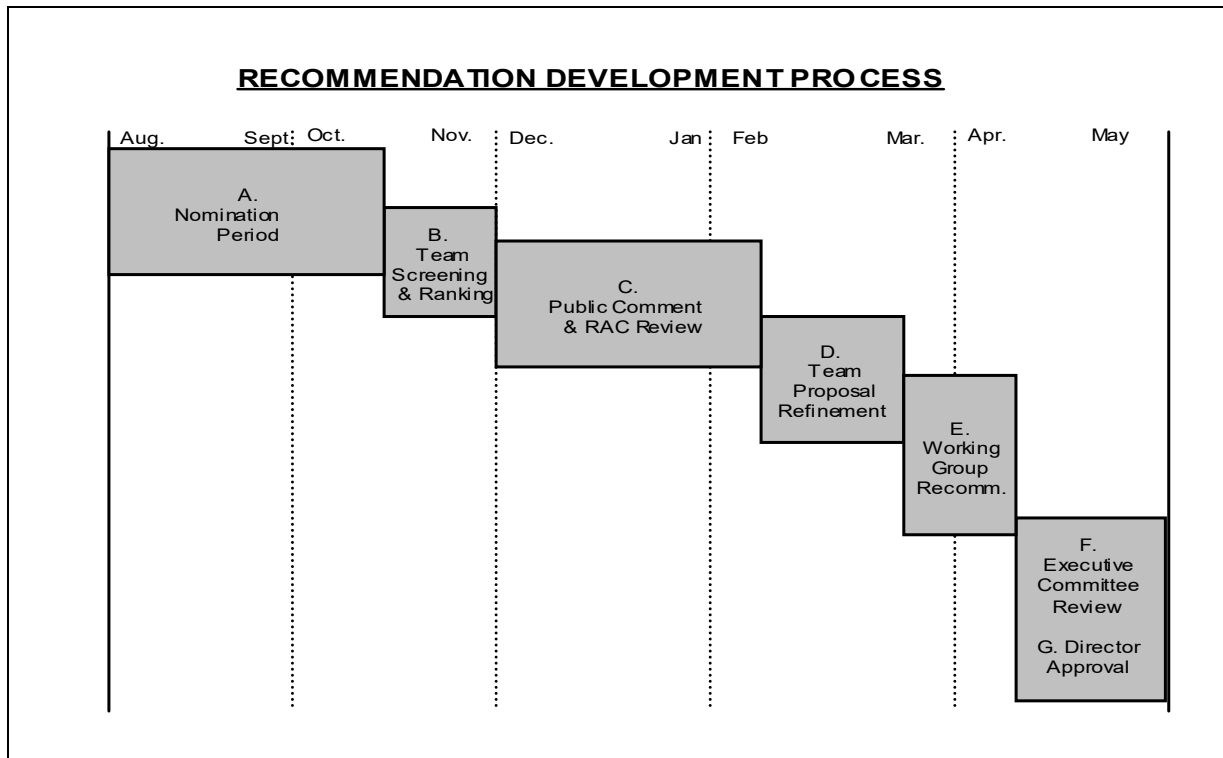 RECOMMENDATION DEVELOPMENT PROCESS
Aug. Sept. Oct. Nov. Dec. Jan Feb Mar. Apr. May
A.
Nomination
Period
B.
Team
Screening
& Ranking
C.
Public Comment
& RAC Review
D.
Team
Proposal
Refinement
E.
Working
Group
Recomm.
F.
Executive
Committee
Review
G. Director
Approval